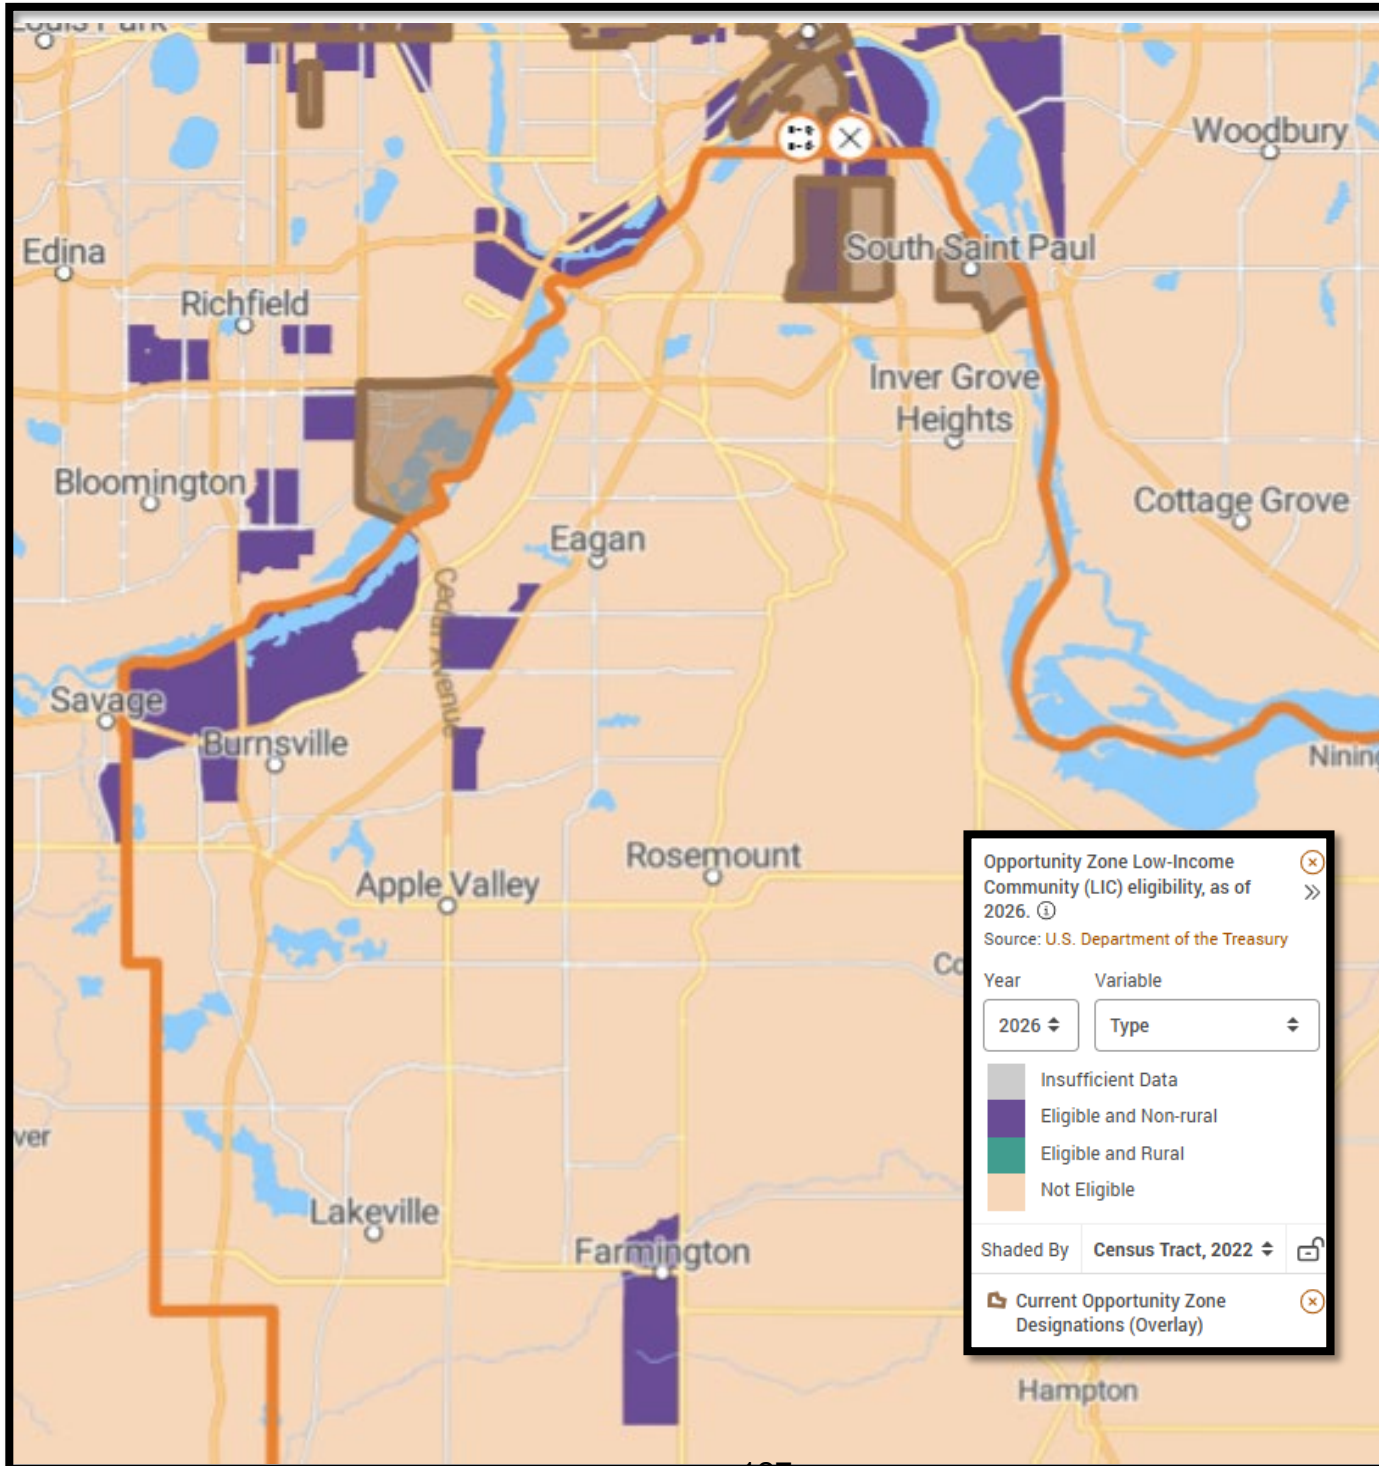 Woodbury
Edina
South Saint Paul
Richfield
Inver Grove
Heights
Bloomington
Cottage Grove
Eagan
Cedar Avenue
Savage
Burnsville
Rosemount
Apple Valley
Lakeville
Farmington
Hampton
Opportunity Zone Low-Income
Community (LIC) eligibility, as of
2026.
Source: U.S. Department of the Treasury
Year Variable
2026 Type
Insufficient Data
Eligible and Non-rural
Eligible and Rural
Not Eligible
Shaded By Census Tract, 2022
Current Opportunity Zone
Designations (Overlay)